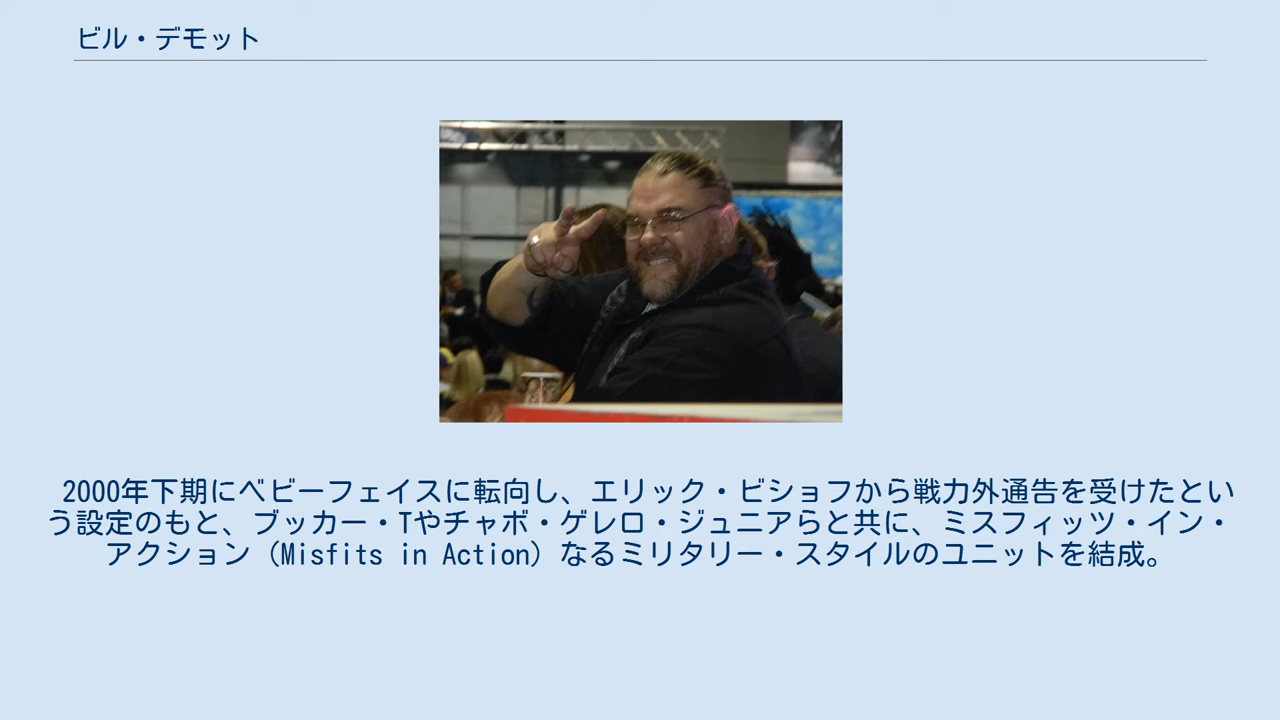 ビル・デモット
2000年下期にベビーフェイスに転向し、エリック・ビショフから戦力外通告を受けたとい
う設定のもと、ブッカー・Tやチャボ・ゲレロ・ジュニアらと共に、ミスフィッツ・イン・
アクション（Misfits in Action）なるミリタリー・スタイルのユニットを結成。